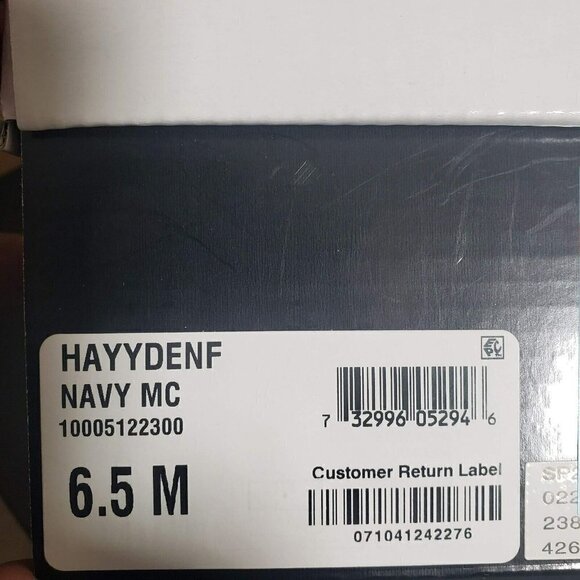 HAYYDENF
NAVY MC
10005122300
6.5 M
7 32996 05294 6
Customer Return Label
071041242276
022
238
426